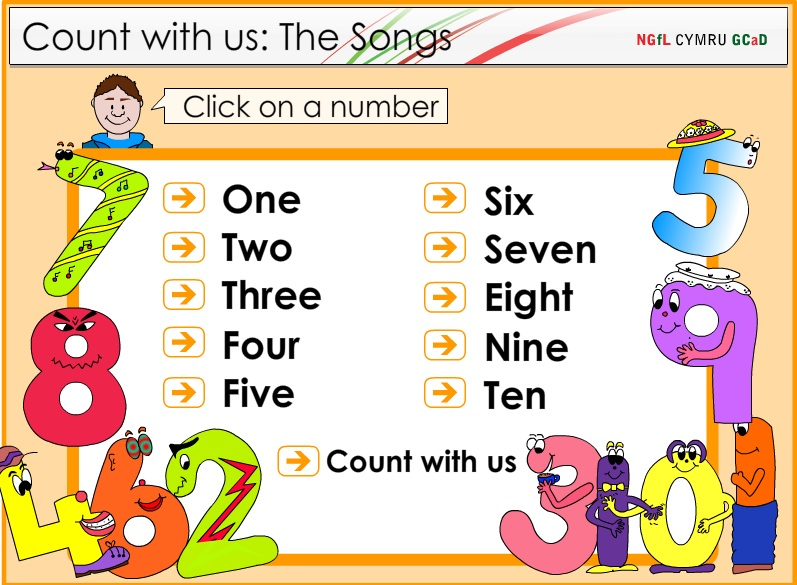 Count with us: The Songs
NGfL CYMRU GCaD
Click on a number
One
Two
Three
Four
Five
Six
Seven
Eight
Nine
Ten
Count with us